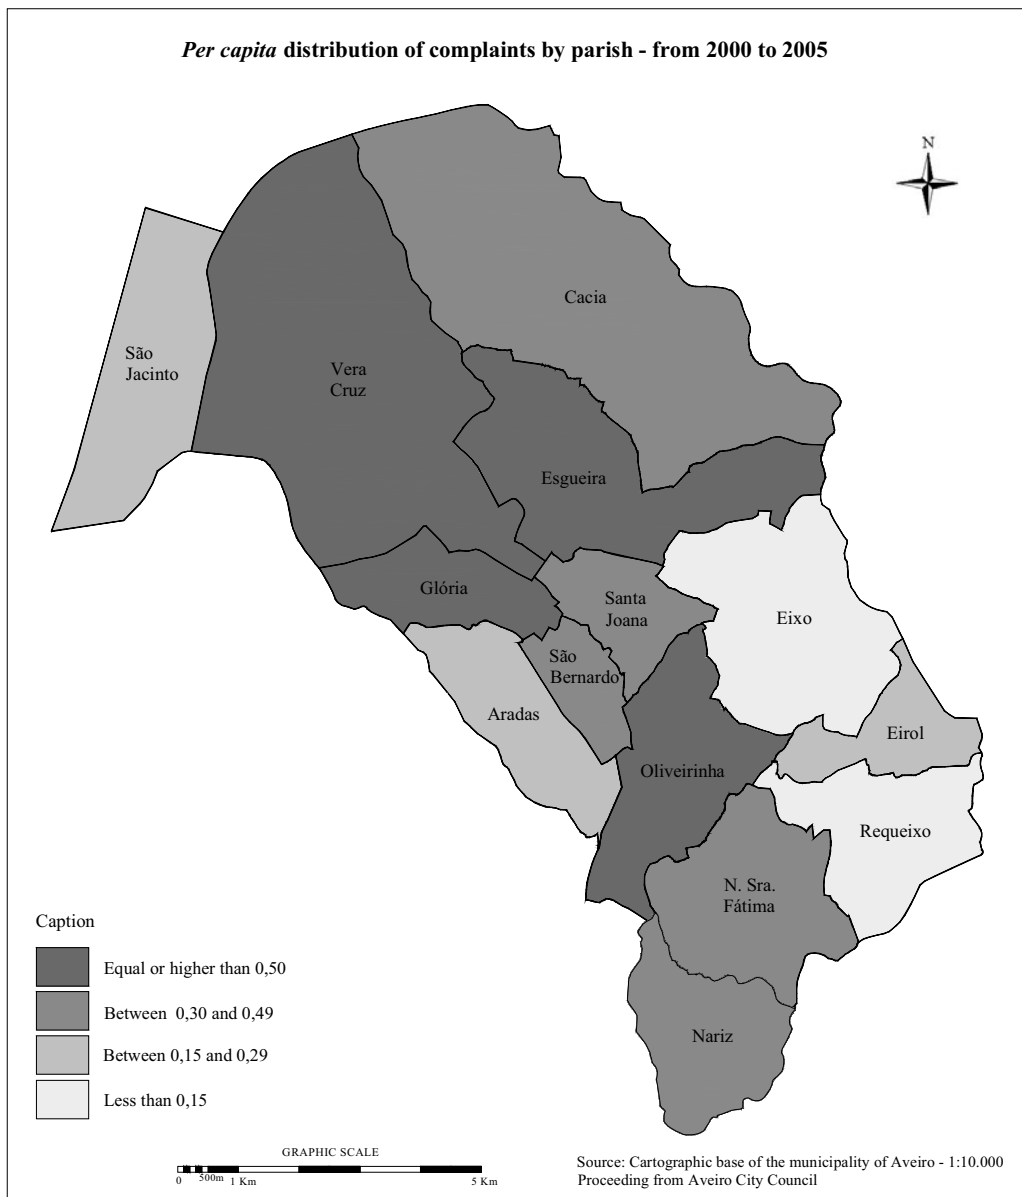 Per capita distribution of complaints by parish - from 2000 to 2005
N
Cacia
São
Jacinto
Vera
Cruz
Esgueira
Glória
Santa
Joana
Eixo
São
Bernardo
Aradas
Eirol
Oliveirinha
Requeixo
N. Sra.
Fátima
Nariz
Caption
Equal or higher than 0,50
Between 0,30 and 0,49
Between 0,15 and 0,29
Less than 0,15
GRAPHIC SCALE
0 500m 1 Km 5 Km
Source: Cartographic base of the municipality of Aveiro - 1:10.000
Proceeding from Aveiro City Council